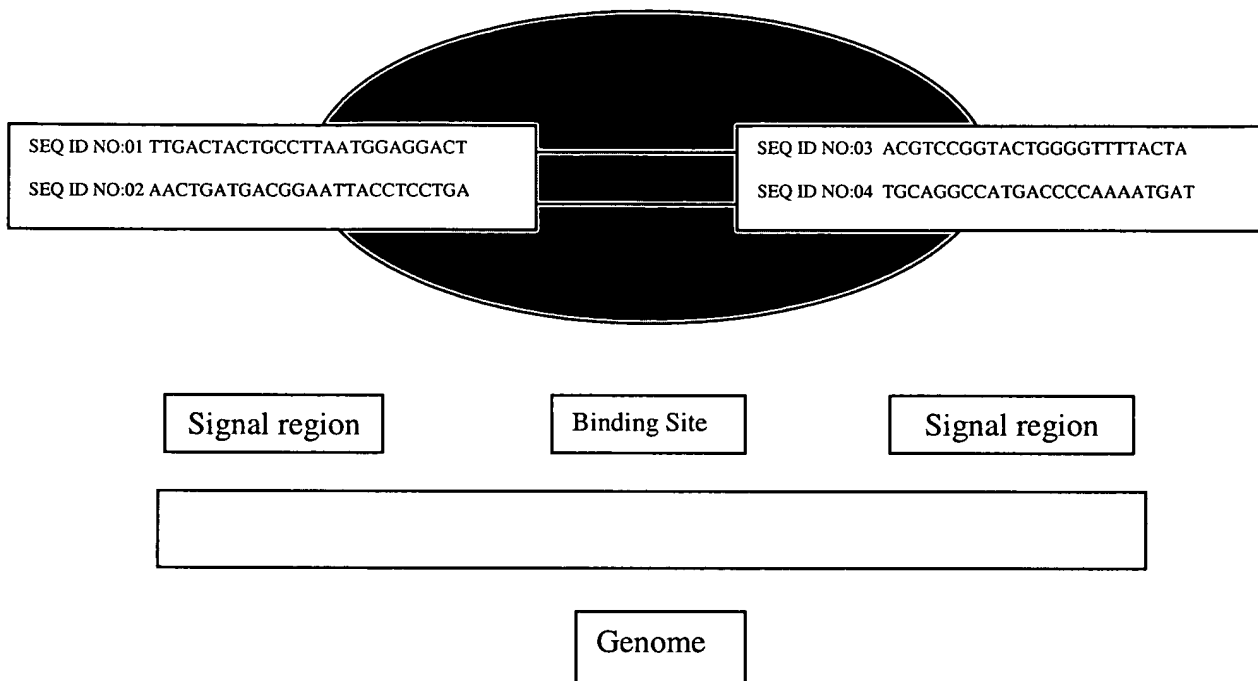 SEQ ID NO:01 TTGACTACTGCCTTAATGGAGGACT
SEQ ID NO:02 AACTGATGACGGAATTACCTCCTGA
SEQ ID NO:03 ACGTCCGGTACTGGGGTTTTACTA
SEQ ID NO:04 TGCAGGCCATGACCCCAAAATGAT
Signal region
Binding Site
Signal region
Genome